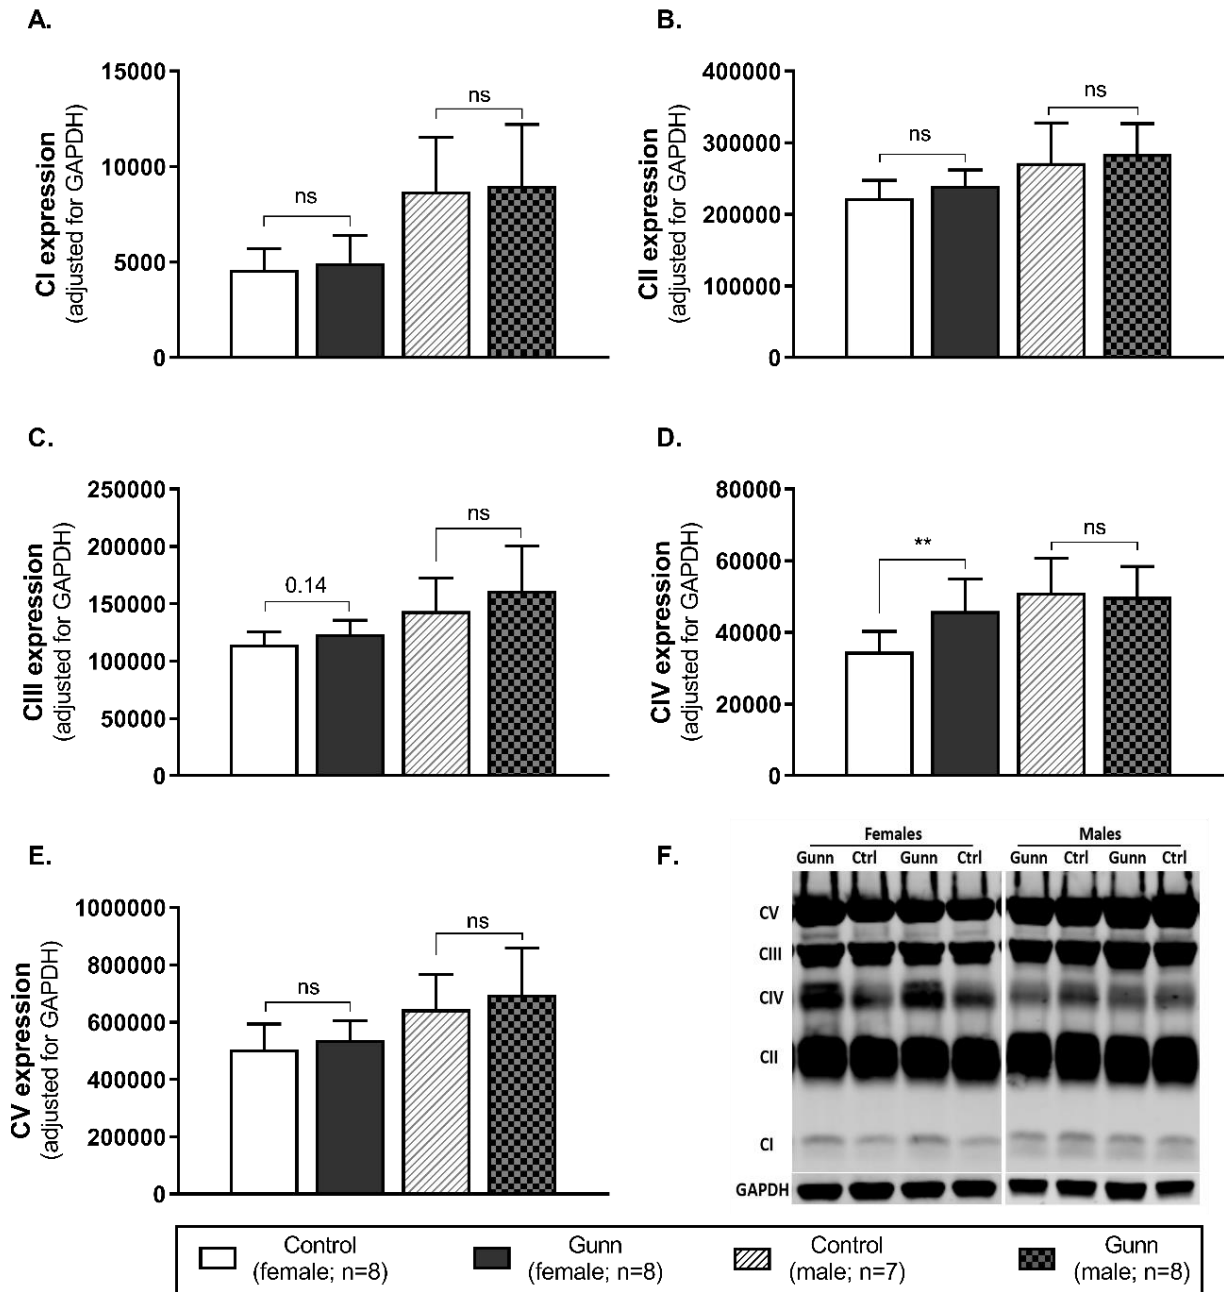 A.
CI expression
(adjusted for GAPDH)
15000
10000
5000
0
ns
ns
B.
CII expression
(adjusted for GAPDH)
400000
300000
200000
100000
0
ns
ns
C.
CIII expression
(adjusted for GAPDH)
250000
200000
150000
100000
50000
0
0.14
ns
D.
CIV expression
(adjusted for GAPDH)
80000
60000
40000
20000
0
**
ns
E.
CV expression
(adjusted for GAPDH)
1000000
800000
600000
400000
200000
0
ns
ns
F.
Females Males
Gunn Ctrl Gunn Ctrl Gunn Ctrl Gunn Ctrl
CV
CIII
CIV
CII
CI
GAPDH
Control
(female; n=8)
Gunn
(female; n=8)
Control
(male; n=7)
Gunn
(male; n=8)